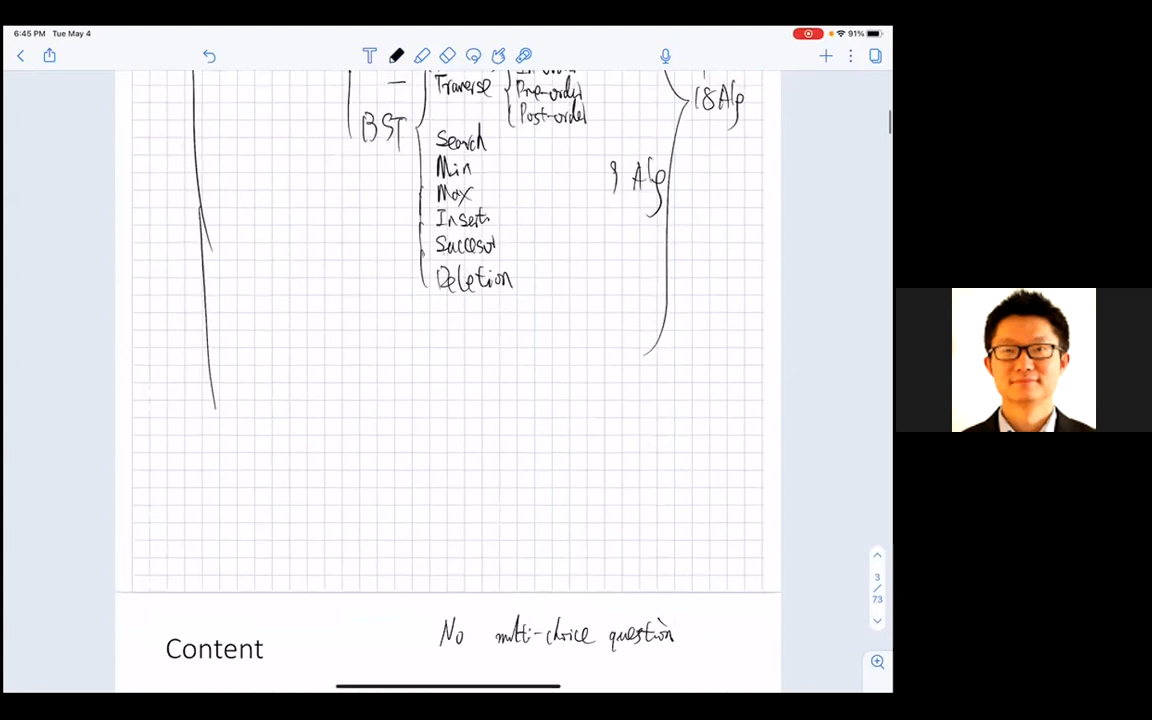 6:45 PM Tue May 4
91%
Traverse
Pre-order
Post-order
18 Alg
BST
Search
Min
Max
9 Alg
Insert
Successor
Deletion
3
/
73
No multi-choice question
Content